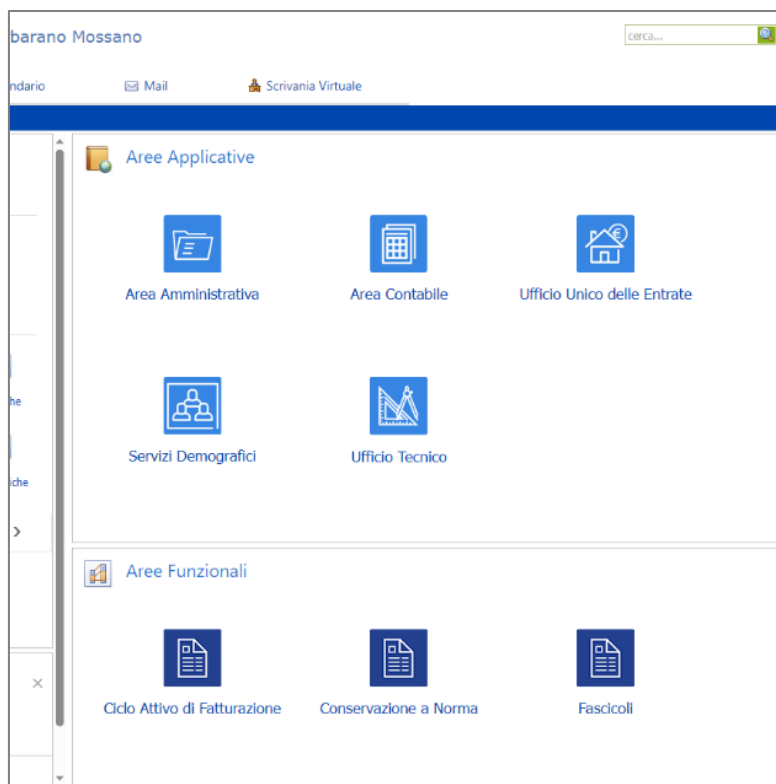 barano Mossano
cerca...
ndario
Mail
Scrivania Virtuale
Aree Applicative
Area Amministrativa
Area Contabile
Ufficio Unico delle Entrate
he
Servizi Demografici
Ufficio Tecnico
iche
Aree Funzionali
Ciclo Attivo di Fatturazione
Conservazione a Norma
Fascicoli